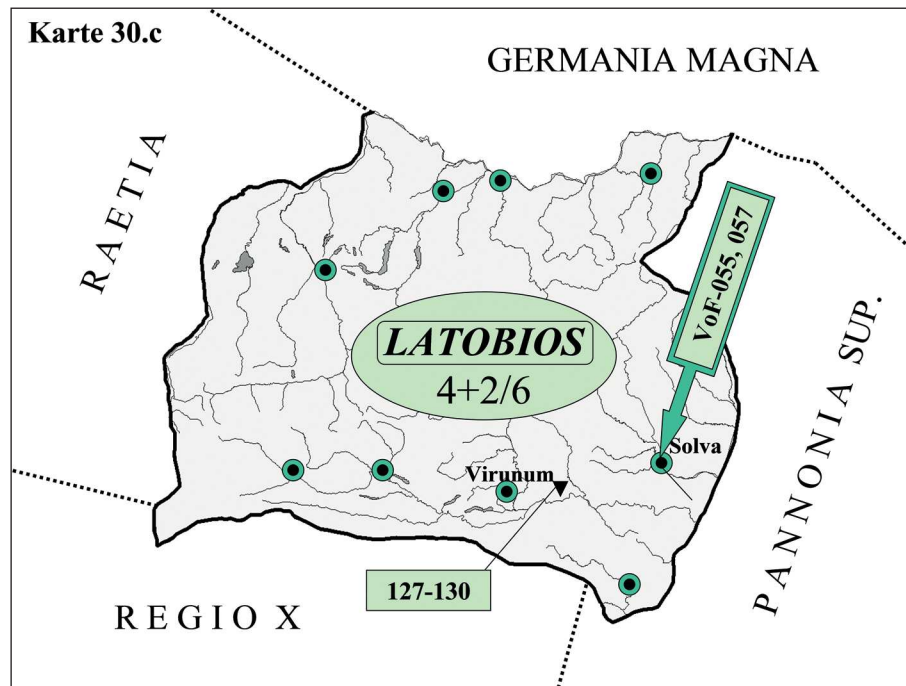 Karte 30.c
GERMANIA MAGNA
RAETIA
VoF-055, 057
LATOBIOS
4+2/6
PANNONIA SUP.
Solva
Virunum
127-130
REGIO X